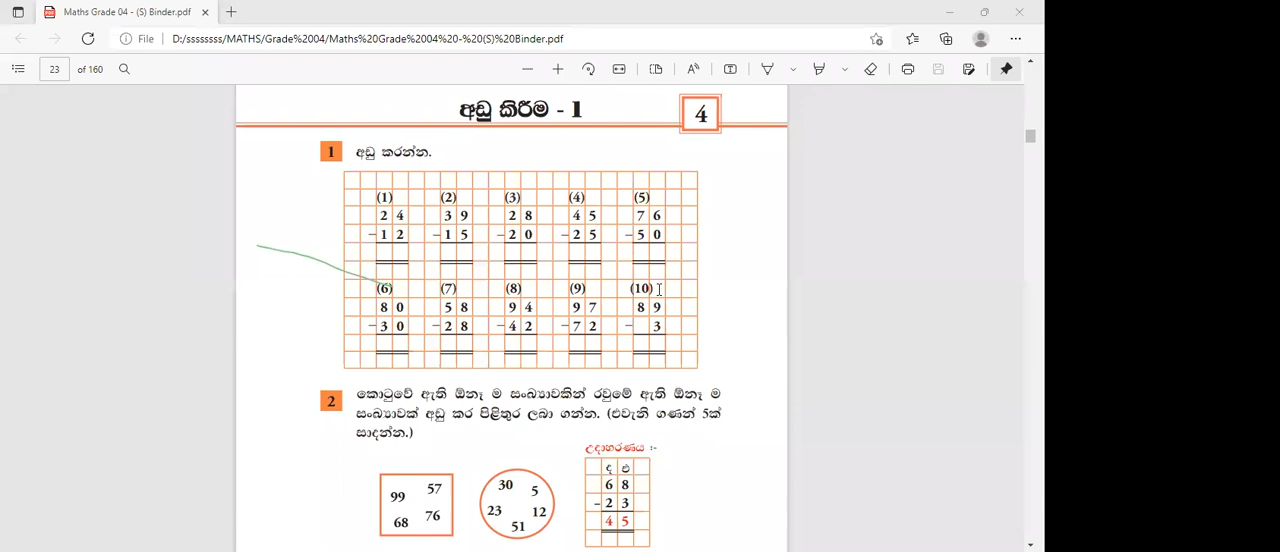 Maths Grade 04 - (S) Binder.pdf
File D:/ssssssss/MATHS/Grade%2004/Maths%20Grade%2004%20-%20(S)%20Binder.pdf
23 of 160
අඩු කිරීම - 1
4
1 අඩු කරන්න.
(1) (2) (3) (4) (5)
2 4 3 9 2 8 4 5 7 6
- 1 2 - 1 5 - 2 0 - 2 5 - 5 0
(6) (7) (8) (9) (10)
8 0 5 8 9 4 9 7 8 9
- 3 0 - 2 8 - 4 2 - 7 2 - 3
2 කොටුවේ ඇති ඕනෑ ම සංඛ්‍යාවකින් රවුමේ ඇති ඕනෑ ම
සංඛ්‍යාවක් අඩු කර පිළිතුර ලබා ගන්න. (එවැනි ගණන් 5ක්
සාදන්න.)
උදාහරණය :-
99 57
68 76
30 5
23 12
51
ද එ
6 8
- 2 3
4 5